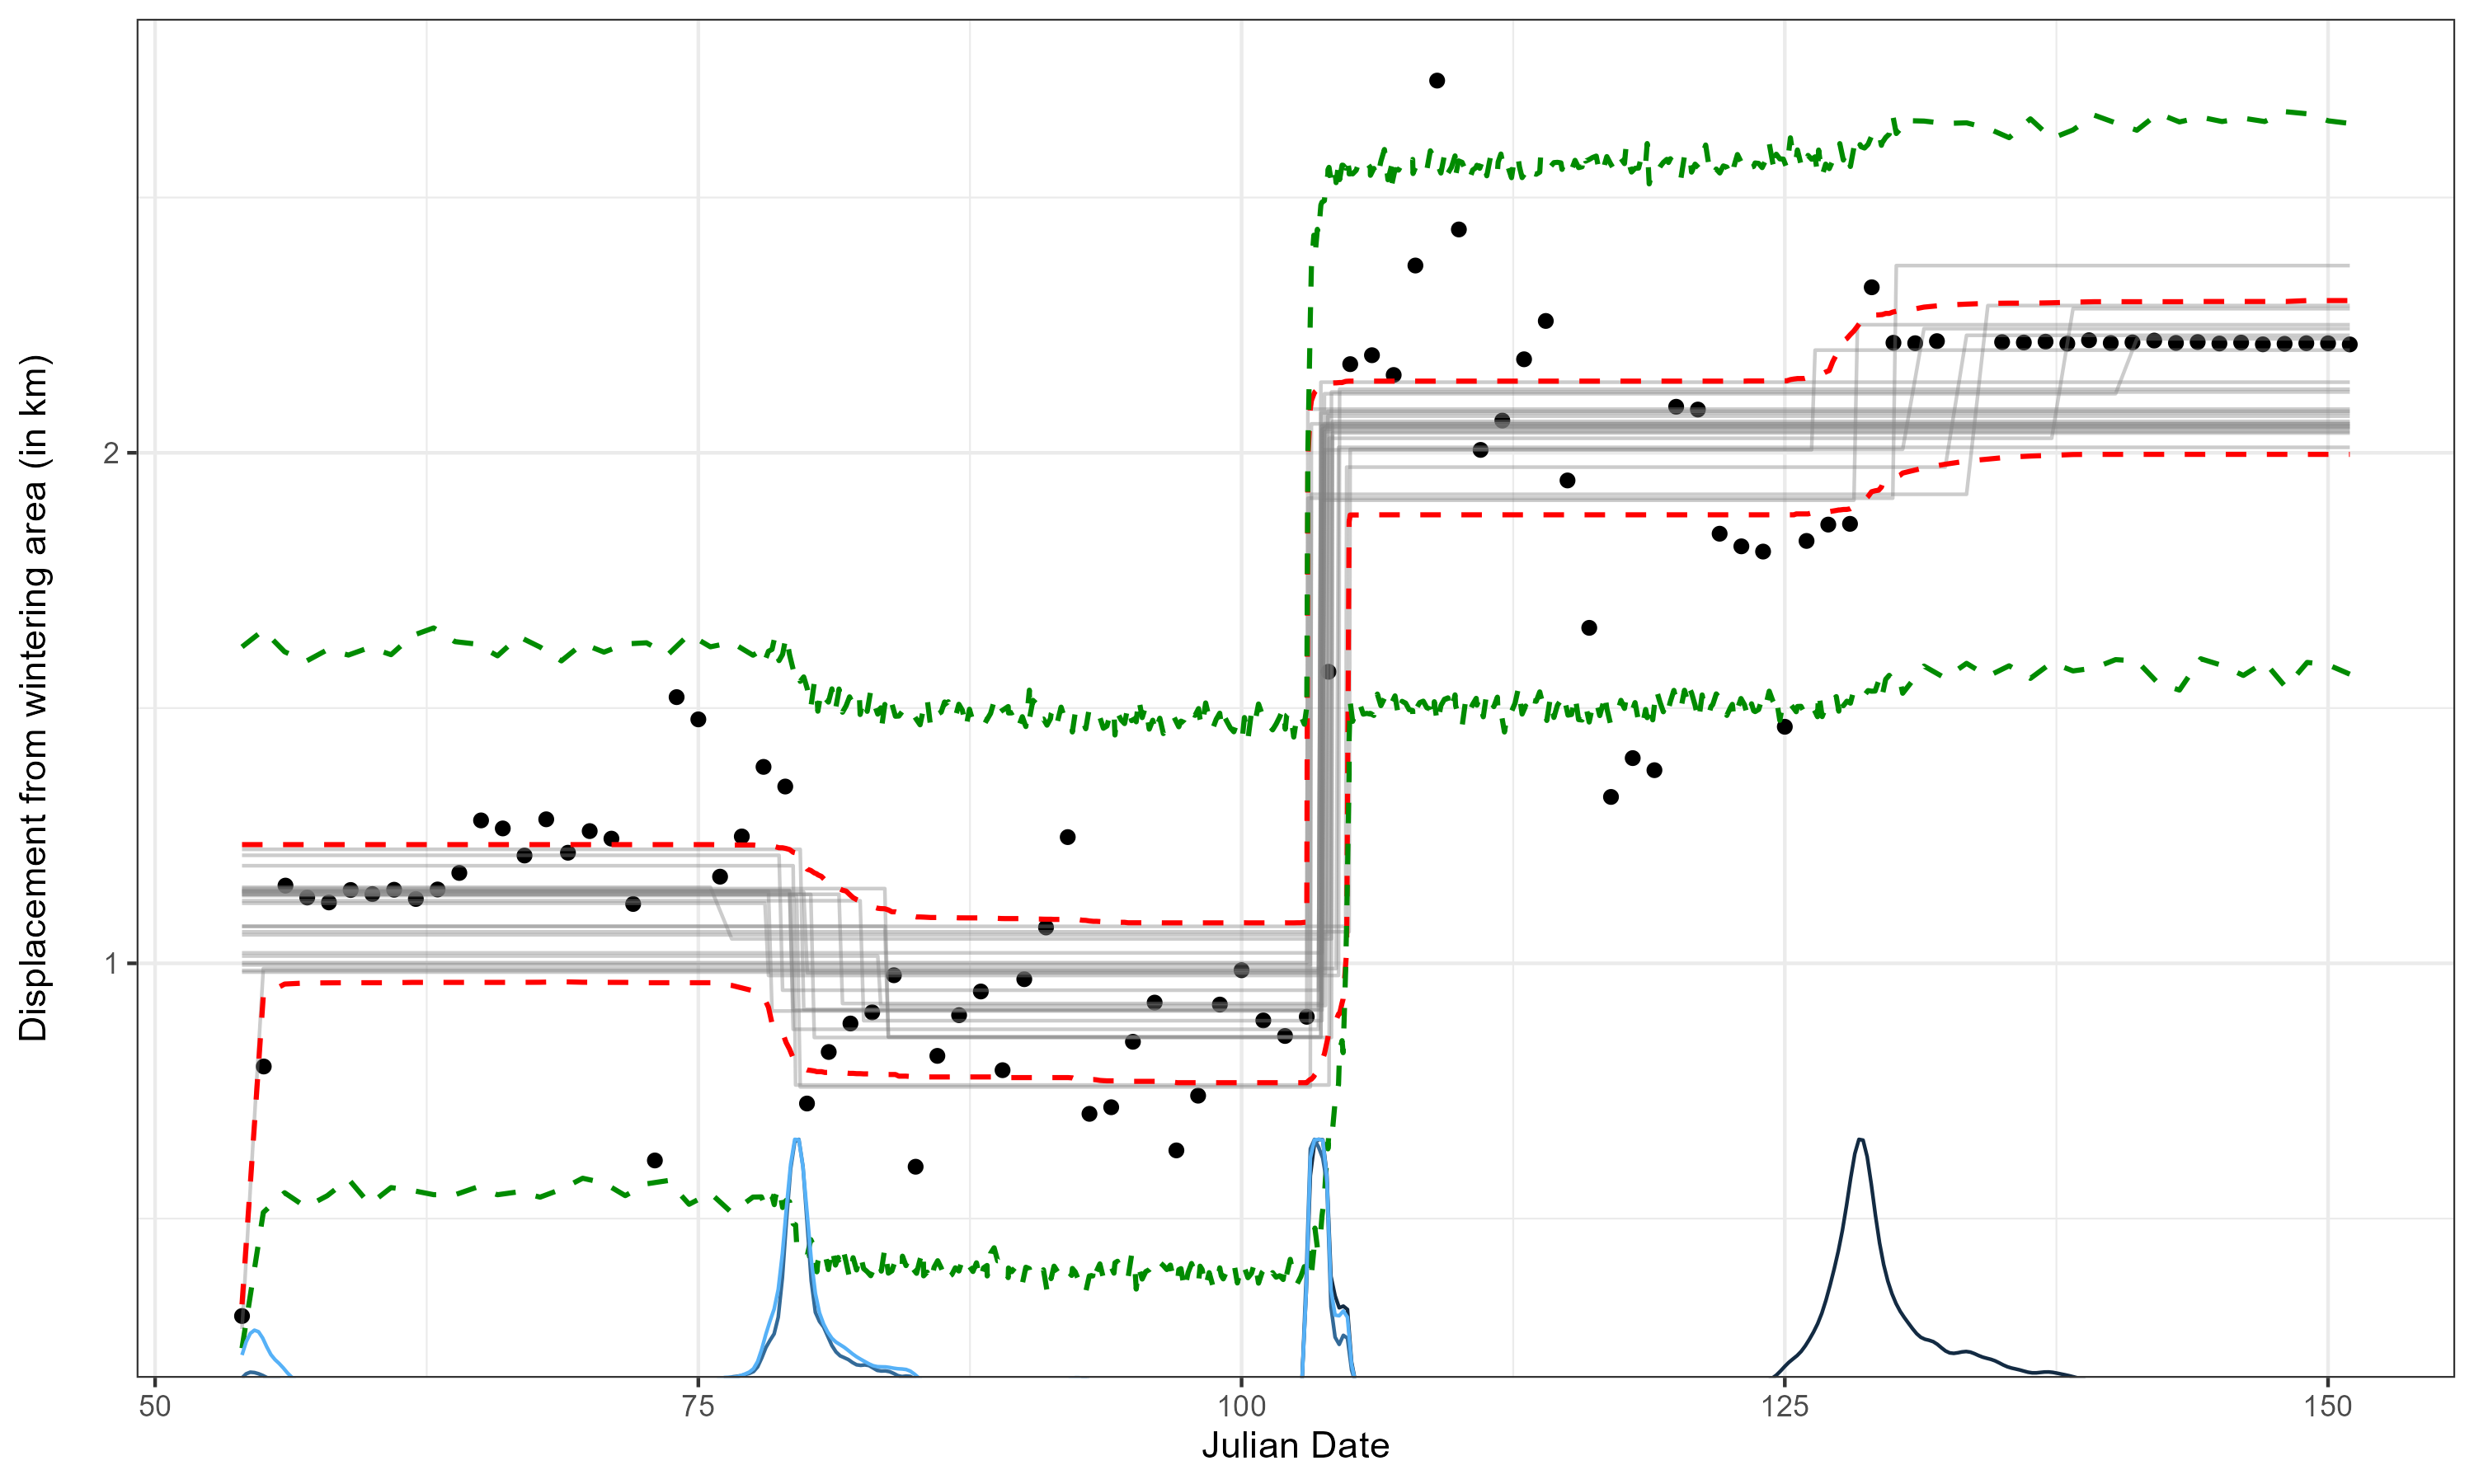 Displacement from wintering area (in km)
2
1
50 75 100 125 150
Julian Date